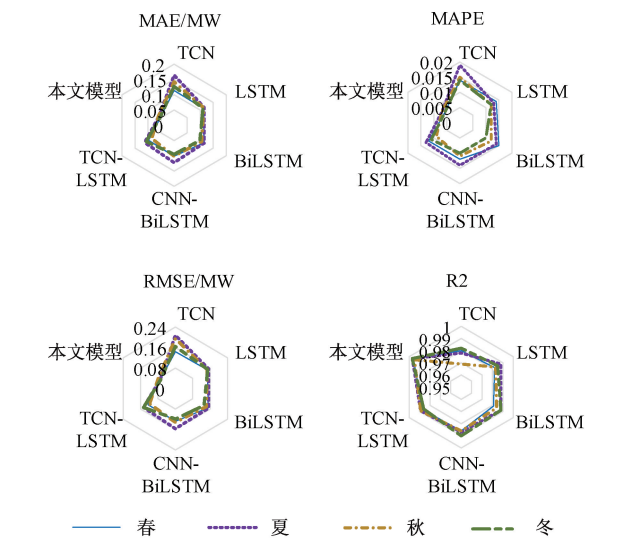 MAE/MW
TCN
0.2
0.15
0.1
0.05
0
本文模型
LSTM
TCN-
LSTM
BiLSTM
CNN-
BiLSTM
MAPE
TCN
0.02
0.015
0.01
0.005
0
LSTM
TCN-
LSTM
BiLSTM
CNN-
BiLSTM
本文模型
RMSE/MW
TCN
0.24
0.16
0.08
0
本文模型
LSTM
TCN-
LSTM
BiLSTM
CNN-
BiLSTM
R2
TCN
1
0.99
0.98
0.97
0.96
0.95
本文模型
LSTM
TCN-
LSTM
BiLSTM
CNN-
BiLSTM
春
夏
秋
冬